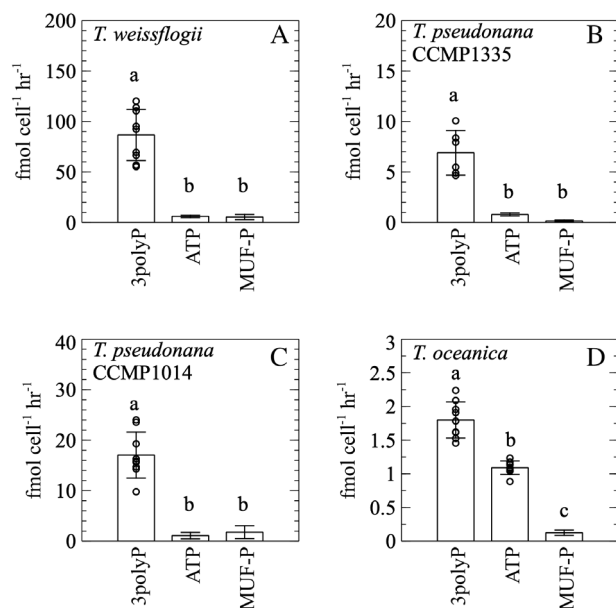 T. weissflogii A
200
150
100
50
0
fmol cell⁻¹ hr⁻¹
a
b
b
3polyP
ATP
MUF-P
T. pseudonana B
CCMP1335
20
15
10
5
0
fmol cell⁻¹ hr⁻¹
a
b
b
3polyP
ATP
MUF-P
T. pseudonana C
CCMP1014
40
30
20
10
0
fmol cell⁻¹ hr⁻¹
a
b
b
3polyP
ATP
MUF-P
T. oceanica D
3
2.5
2
1.5
1
0.5
0
fmol cell⁻¹ hr⁻¹
a
b
c
3polyP
ATP
MUF-P